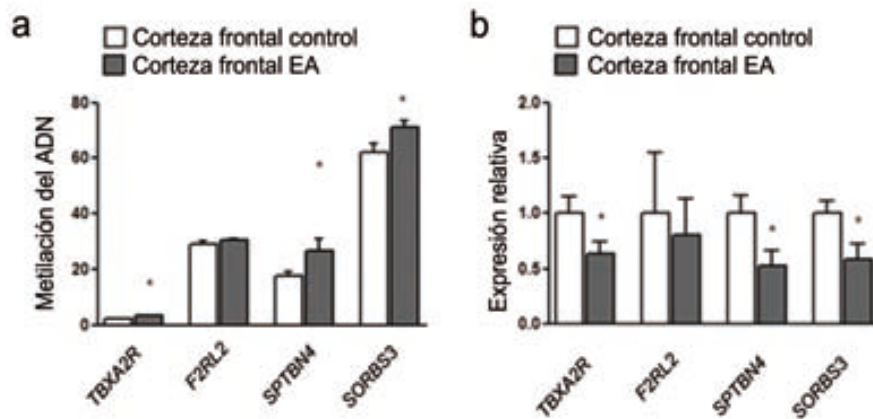 a
Corteza frontal control
Corteza frontal EA
Metilación del ADN
80
60
40
20
0
*
*
*
TBXA2R
F2RL2
SPTBN4
SORBS3
b
Corteza frontal control
Corteza frontal EA
Expresión relativa
2.0
1.5
1.0
0.5
0.0
*
*
*
TBXA2R
F2RL2
SPTBN4
SORBS3